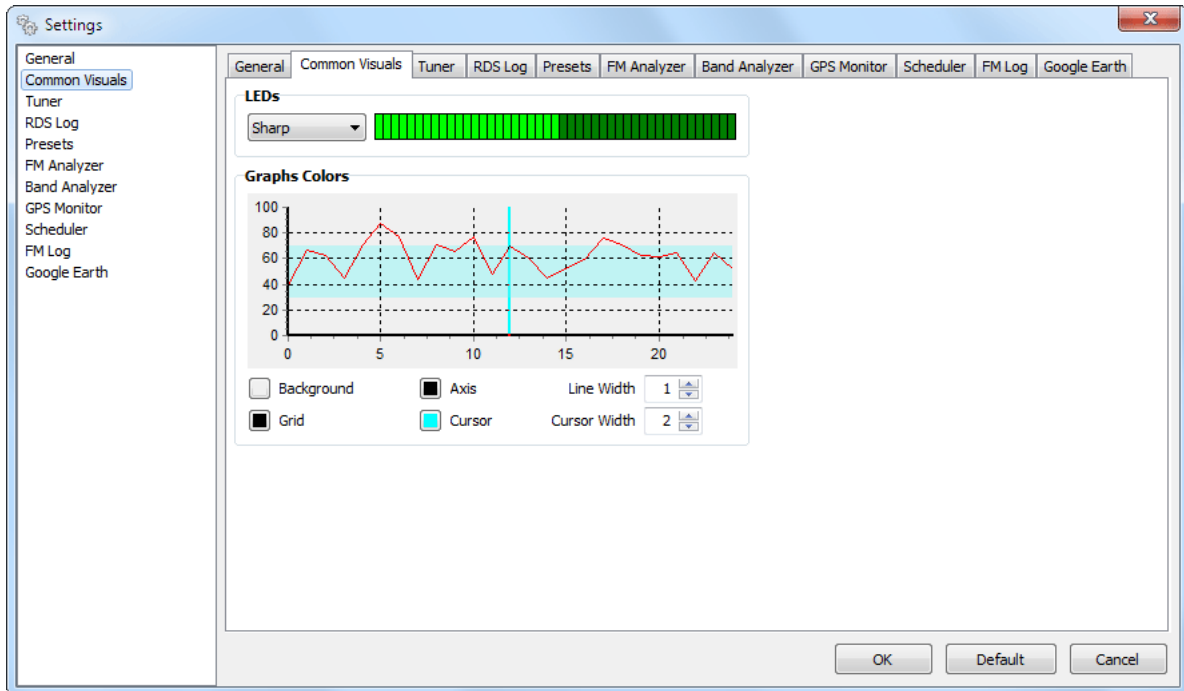 Settings
General
Common Visuals
Tuner
RDS Log
Presets
FM Analyzer
Band Analyzer
GPS Monitor
Scheduler
FM Log
Google Earth
General Common Visuals Tuner RDS Log Presets FM Analyzer Band Analyzer GPS Monitor Scheduler FM Log Google Earth
LEDs
Sharp
Graphs Colors
100
80
60
40
20
0
0 5 10 15 20
Background Axis Line Width 1
Grid Cursor Cursor Width 2
OK Default Cancel